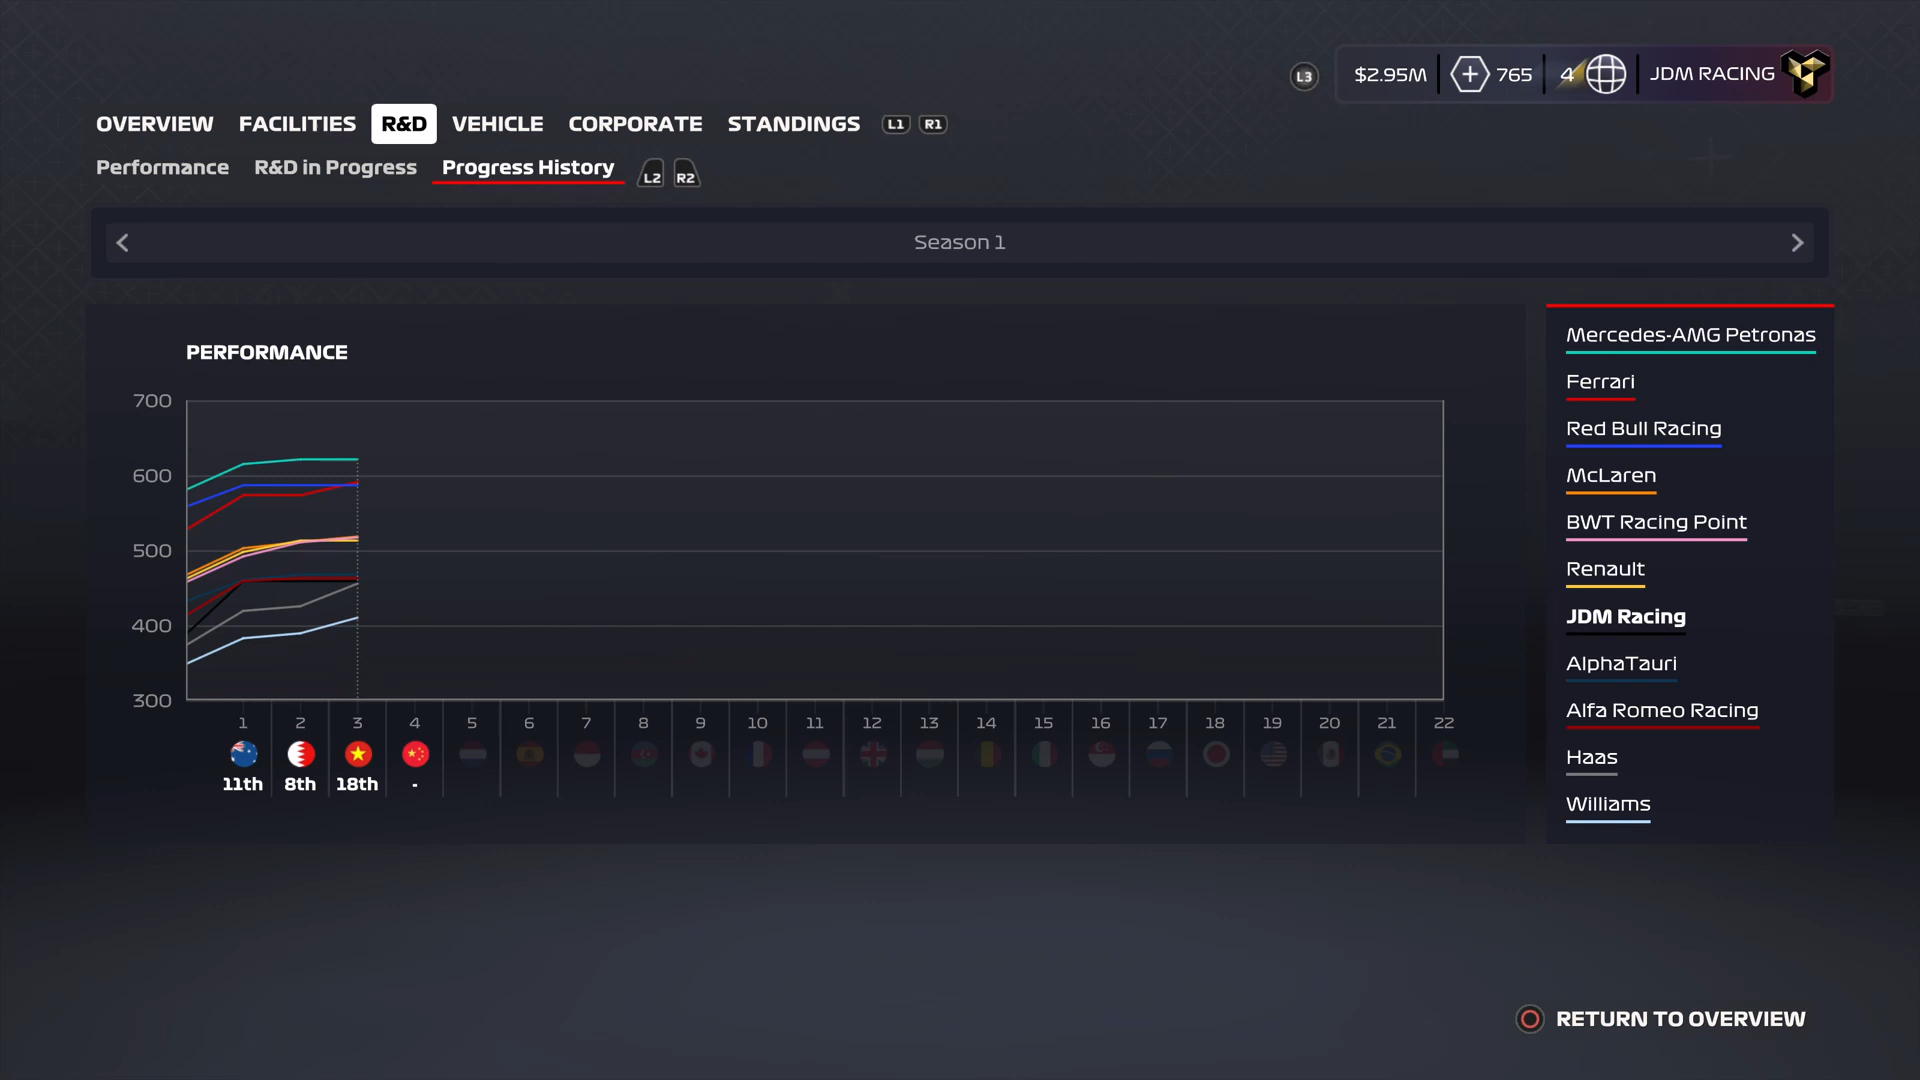 L3 $2.95M 765 4 JDM RACING
OVERVIEW FACILITIES R&D VEHICLE CORPORATE STANDINGS L1 R1
Performance R&D in Progress Progress History L2 R2
Season 1
PERFORMANCE
700
600
500
400
300
1 2 3 4 5 6 7 8 9 10 11 12 13 14 15 16 17 18 19 20 21 22
11th 8th 18th -
Mercedes-AMG Petronas
Ferrari
Red Bull Racing
McLaren
BWT Racing Point
Renault
JDM Racing
AlphaTauri
Alfa Romeo Racing
Haas
Williams
RETURN TO OVERVIEW